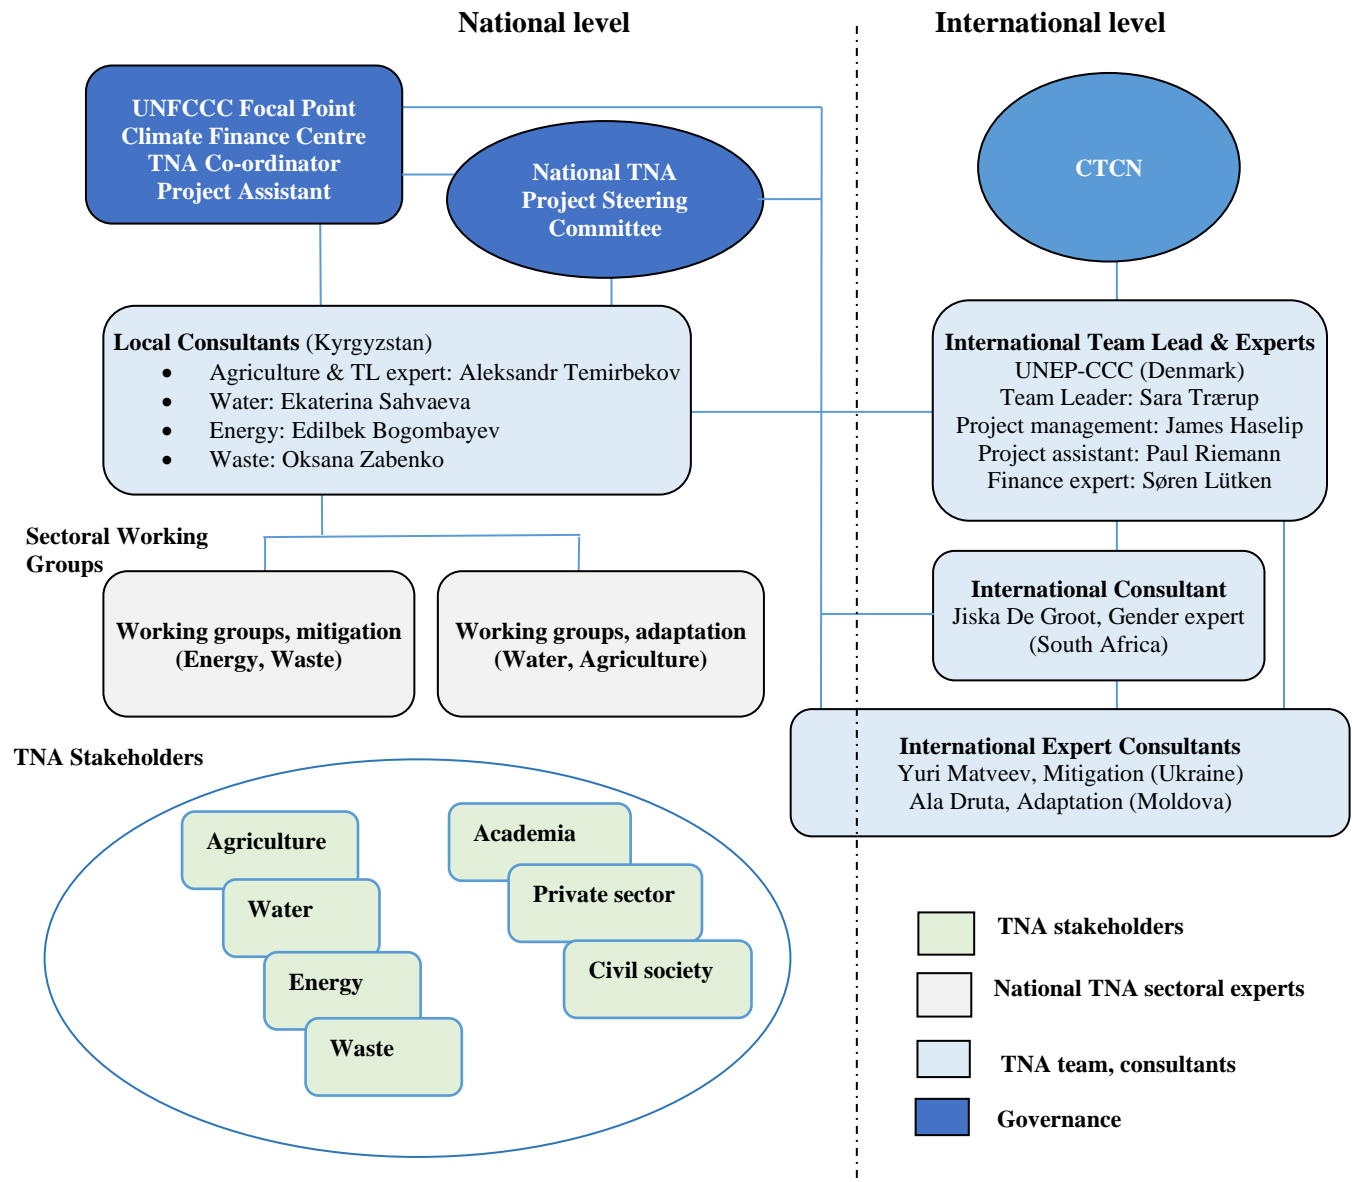 National level
International level
UNFCCC Focal Point
Climate Finance Centre
TNA Co-ordinator
Project Assistant
National TNA
Project Steering
Committee
CTCN
Local Consultants (Kyrgyzstan)
• Agriculture & TL expert: Aleksandr Temirbekov
• Water: Ekaterina Sahvaeva
• Energy: Edilbek Bogombayev
• Waste: Oksana Zabenko
International Team Lead & Experts
UNEP-CCC (Denmark)
Team Leader: Sara Trærup
Project management: James Haselip
Project assistant: Paul Riemann
Finance expert: Søren Lütken
Sectoral Working
Groups
Working groups, mitigation
(Energy, Waste)
Working groups, adaptation
(Water, Agriculture)
International Consultant
Jiska De Groot, Gender expert
(South Africa)
International Expert Consultants
Yuri Matveev, Mitigation (Ukraine)
Ala Druta, Adaptation (Moldova)
TNA Stakeholders
Agriculture
Water
Energy
Waste
Academia
Private sector
Civil society
TNA stakeholders
National TNA sectoral experts
TNA team, consultants
Governance